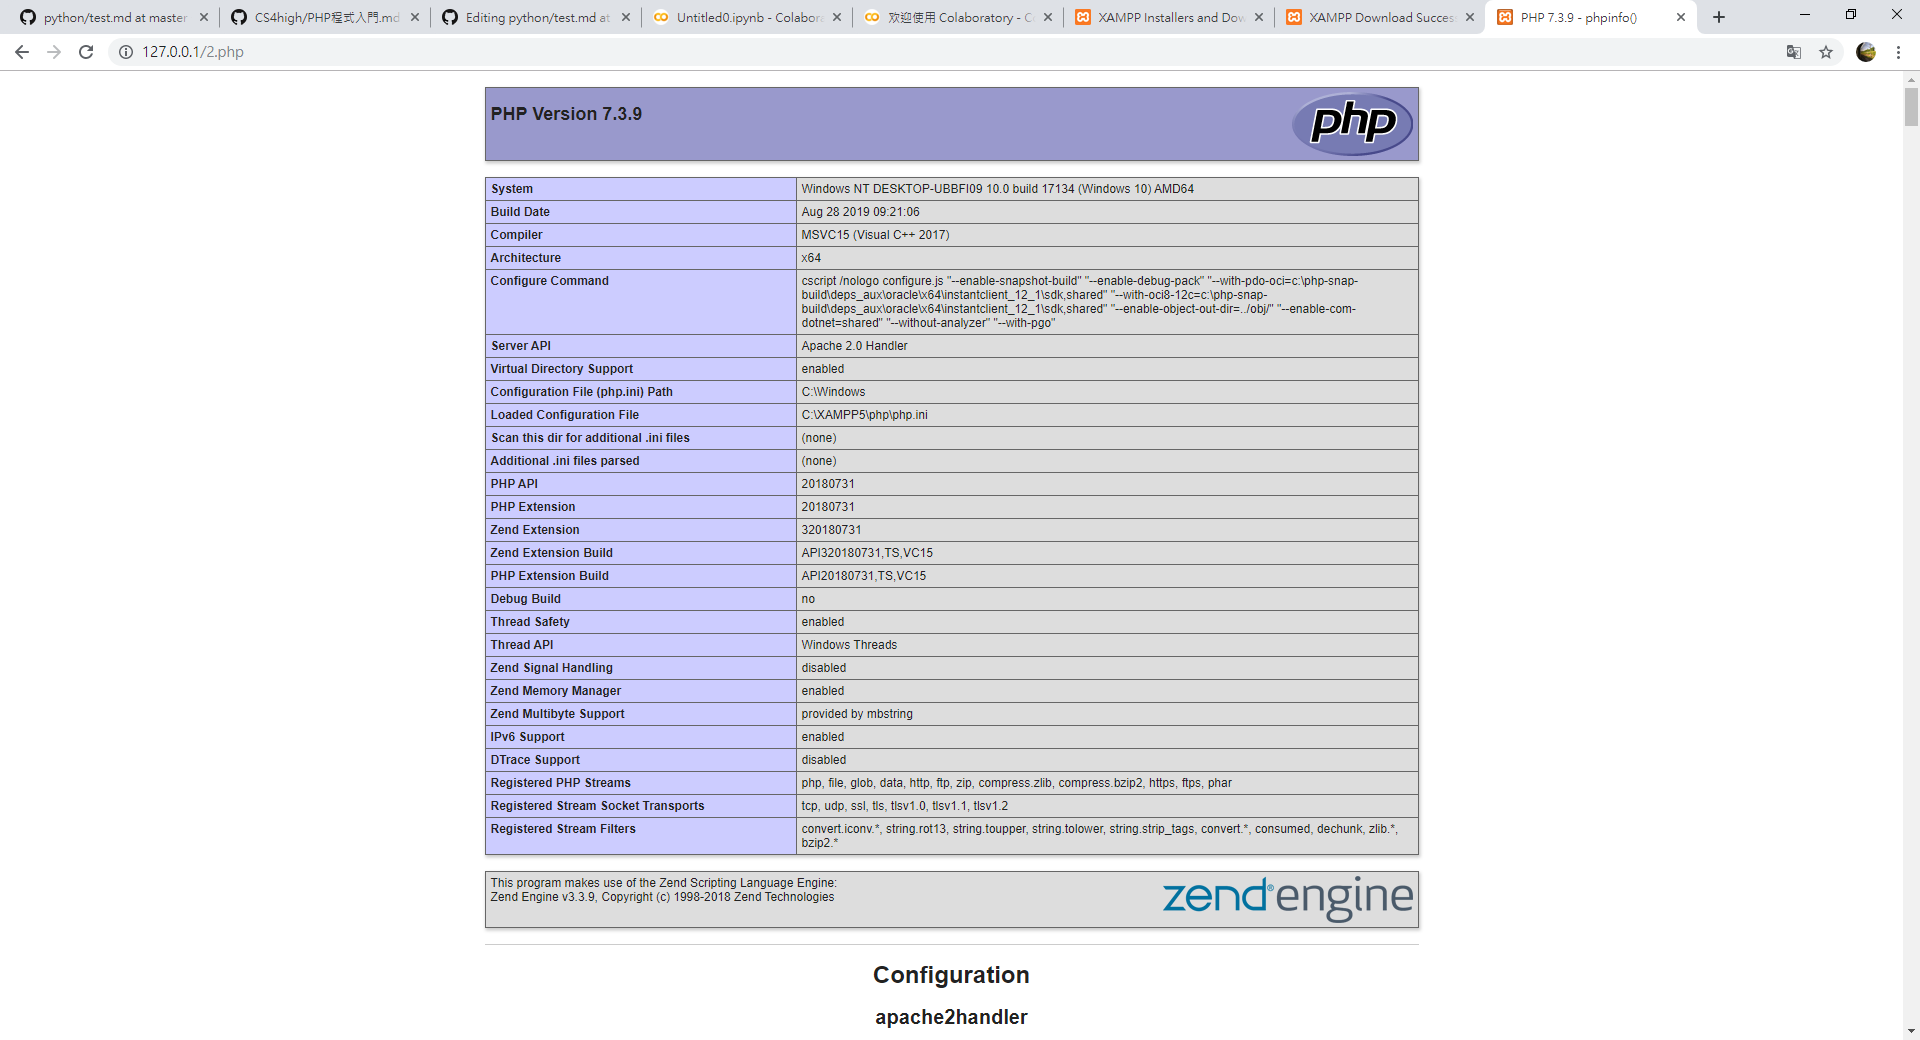 python/test.md at master
CS4high/PHP程式入門.md
Editing python/test.md at
Untitled0.ipynb - Colabora
欢迎使用 Colaboratory - C
XAMPP Installers and Dow
XAMPP Download Succes
PHP 7.3.9 - phpinfo()
127.0.0.1/2.php
PHP Version 7.3.9
php
System Windows NT DESKTOP-UBBFI09 10.0 build 17134 (Windows 10) AMD64
Build Date Aug 28 2019 09:21:06
Compiler MSVC15 (Visual C++ 2017)
Architecture x64
Configure Command cscript /nologo configure.js "--enable-snapshot-build" "--enable-debug-pack" "--with-pdo-oci=c:\php-snap-
build\deps_aux\oracle\x64\instantclient_12_1\sdk,shared" "--with-oci8-12c=c:\php-snap-
build\deps_aux\oracle\x64\instantclient_12_1\sdk,shared" "--enable-object-out-dir=../obj/" "--enable-com-
dotnet=shared" "--without-analyzer" "--with-pgo"
Server API Apache 2.0 Handler
Virtual Directory Support enabled
Configuration File (php.ini) Path C:\Windows
Loaded Configuration File C:\XAMPP5\php\php.ini
Scan this dir for additional .ini files (none)
Additional .ini files parsed (none)
PHP API 20180731
PHP Extension 20180731
Zend Extension 320180731
Zend Extension Build API320180731,TS,VC15
PHP Extension Build API20180731,TS,VC15
Debug Build no
Thread Safety enabled
Thread API Windows Threads
Zend Signal Handling disabled
Zend Memory Manager enabled
Zend Multibyte Support provided by mbstring
IPv6 Support enabled
DTrace Support disabled
Registered PHP Streams php, file, glob, data, http, ftp, zip, compress.zlib, compress.bzip2, https, ftps, phar
Registered Stream Socket Transports tcp, udp, ssl, tls, tlsv1.0, tlsv1.1, tlsv1.2
Registered Stream Filters convert.iconv.*, string.rot13, string.toupper, string.tolower, string.strip_tags, convert.*, consumed, dechunk, zlib.*,
bzip2.*
This program makes use of the Zend Scripting Language Engine:
Zend Engine v3.3.9, Copyright (c) 1998-2018 Zend Technologies
zend® engine
Configuration
apache2handler